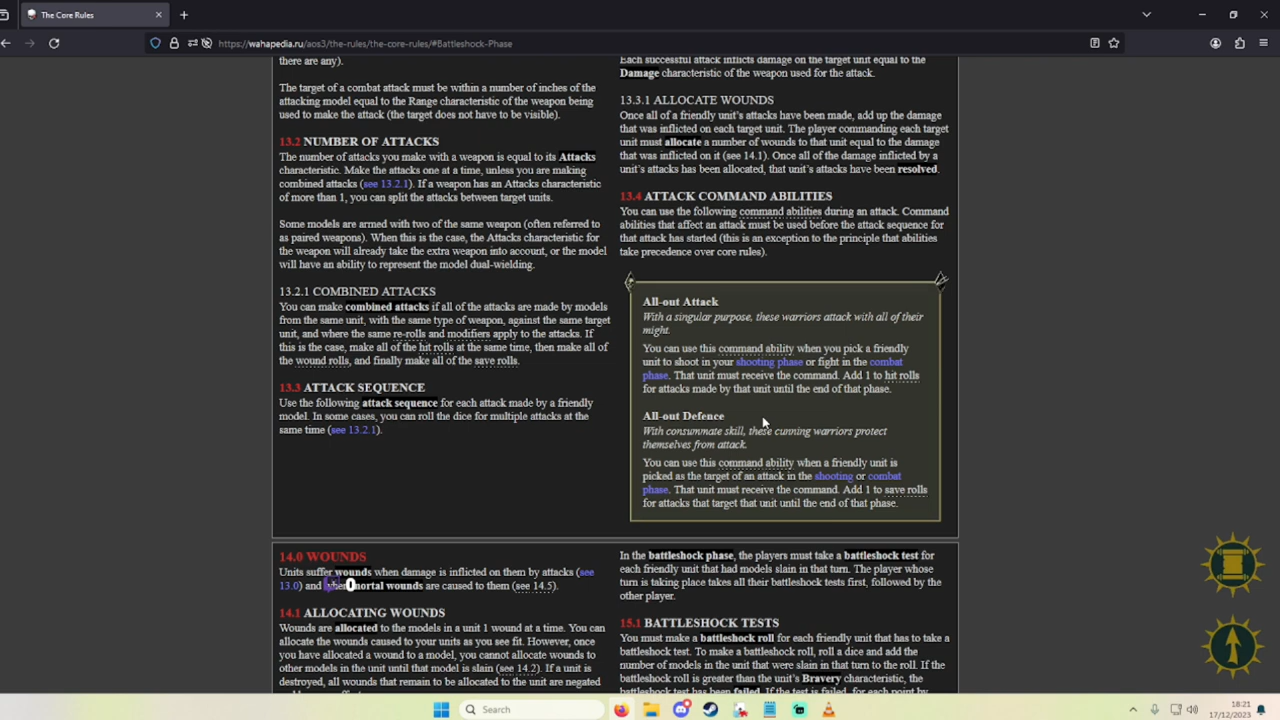 The Core Rules
https://wahapedia.ru/aos3/the-rules/the-core-rules/#Battleshock-Phase
there are any).
The target of a combat attack must be within a number of inches of the
attacking model equal to the Range characteristic of the weapon being
used to make the attack (the target does not have to be visible).
13.2 NUMBER OF ATTACKS
The number of attacks you make with a weapon is equal to its Attacks
characteristic. Make the attacks one at a time, unless you are making
combined attacks (see 13.2.1). If a weapon has an Attacks characteristic
of more than 1, you can split the attacks between target units.
Some models are armed with two of the same weapon (often referred to
as paired weapons). When this is the case, the Attacks characteristic for
the weapon will already take the extra weapon into account, or the model
will have an ability to represent the model dual-wielding.
13.2.1 COMBINED ATTACKS
You can make combined attacks if all of the attacks are made by models
from the same unit, with the same type of weapon, against the same target
unit, and where the same re-rolls and modifiers apply to the attacks. If
this is the case, make all of the hit rolls at the same time, then make all of
the wound rolls, and finally make all of the save rolls.
13.3 ATTACK SEQUENCE
Use the following attack sequence for each attack made by a friendly
model. In some cases, you can roll the dice for multiple attacks at the
same time (see 13.2.1).
Each successful attack inflicts damage on the target unit equal to the
Damage characteristic of the weapon used for the attack.
13.3.1 ALLOCATE WOUNDS
Once all of a friendly unit's attacks have been made, add up the damage
that was inflicted on each target unit. The player commanding each target
unit must allocate a number of wounds to that unit equal to the damage
that was inflicted on it (see 14.1). Once all of the damage inflicted by a
unit's attacks has been allocated, that unit's attacks have been resolved.
13.4 ATTACK COMMAND ABILITIES
You can use the following command abilities during an attack. Command
abilities that affect an attack must be used before the attack sequence for
that attack has started (this is an exception to the principle that abilities
take precedence over core rules).
All-out Attack
With a singular purpose, these warriors attack with all of their
might.
You can use this command ability when you pick a friendly
unit to shoot in your shooting phase or fight in the combat
phase. That unit must receive the command. Add 1 to hit rolls
for attacks made by that unit until the end of that phase.
All-out Defence
With consummate skill, these cunning warriors protect
themselves from attack.
You can use this command ability when a friendly unit is
picked as the target of an attack in the shooting or combat
phase. That unit must receive the command. Add 1 to save rolls
for attacks that target that unit until the end of that phase.
14.0 WOUNDS
Units suffer wounds when damage is inflicted on them by attacks (see
13.0) and when mortal wounds are caused to them (see 14.5).
0
14.1 ALLOCATING WOUNDS
Wounds are allocated to the models in a unit 1 wound at a time. You can
allocate the wounds caused to your units as you see fit. However, once
you have allocated a wound to a model, you cannot allocate wounds to
other models in the unit until that model is slain (see 14.2). If a unit is
destroyed, all wounds that remain to be allocated to the unit are negated
In the battleshock phase, the players must take a battleshock test for
each friendly unit that had models slain in that turn. The player whose
turn is taking place takes all their battleshock tests first, followed by the
other player.
15.1 BATTLESHOCK TESTS
You must make a battleshock roll for each friendly unit that has to take a
battleshock test. To make a battleshock roll, roll a dice and add the
number of models in the unit that were slain in that turn to the roll. If the
battleshock roll is greater than the unit's Bravery characteristic, the
battleshock test has been failed. If the test is failed, for each point by
Search
18:21
17/12/2023